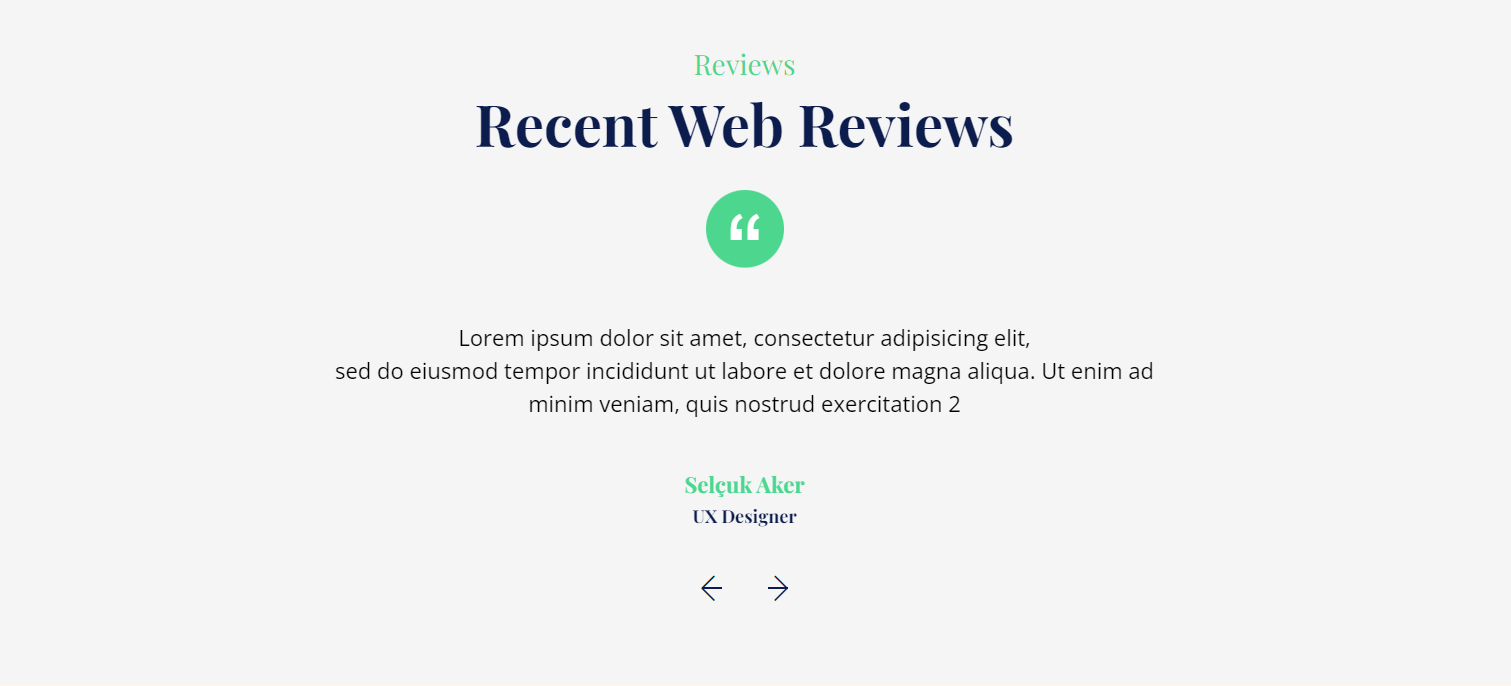 Reviews
Recent Web Reviews
“
Lorem ipsum dolor sit amet, consectetur adipisicing elit,
sed do eiusmod tempor incididunt ut labore et dolore magna aliqua. Ut enim ad
minim veniam, quis nostrud exercitation 2
Selçuk Aker
UX Designer